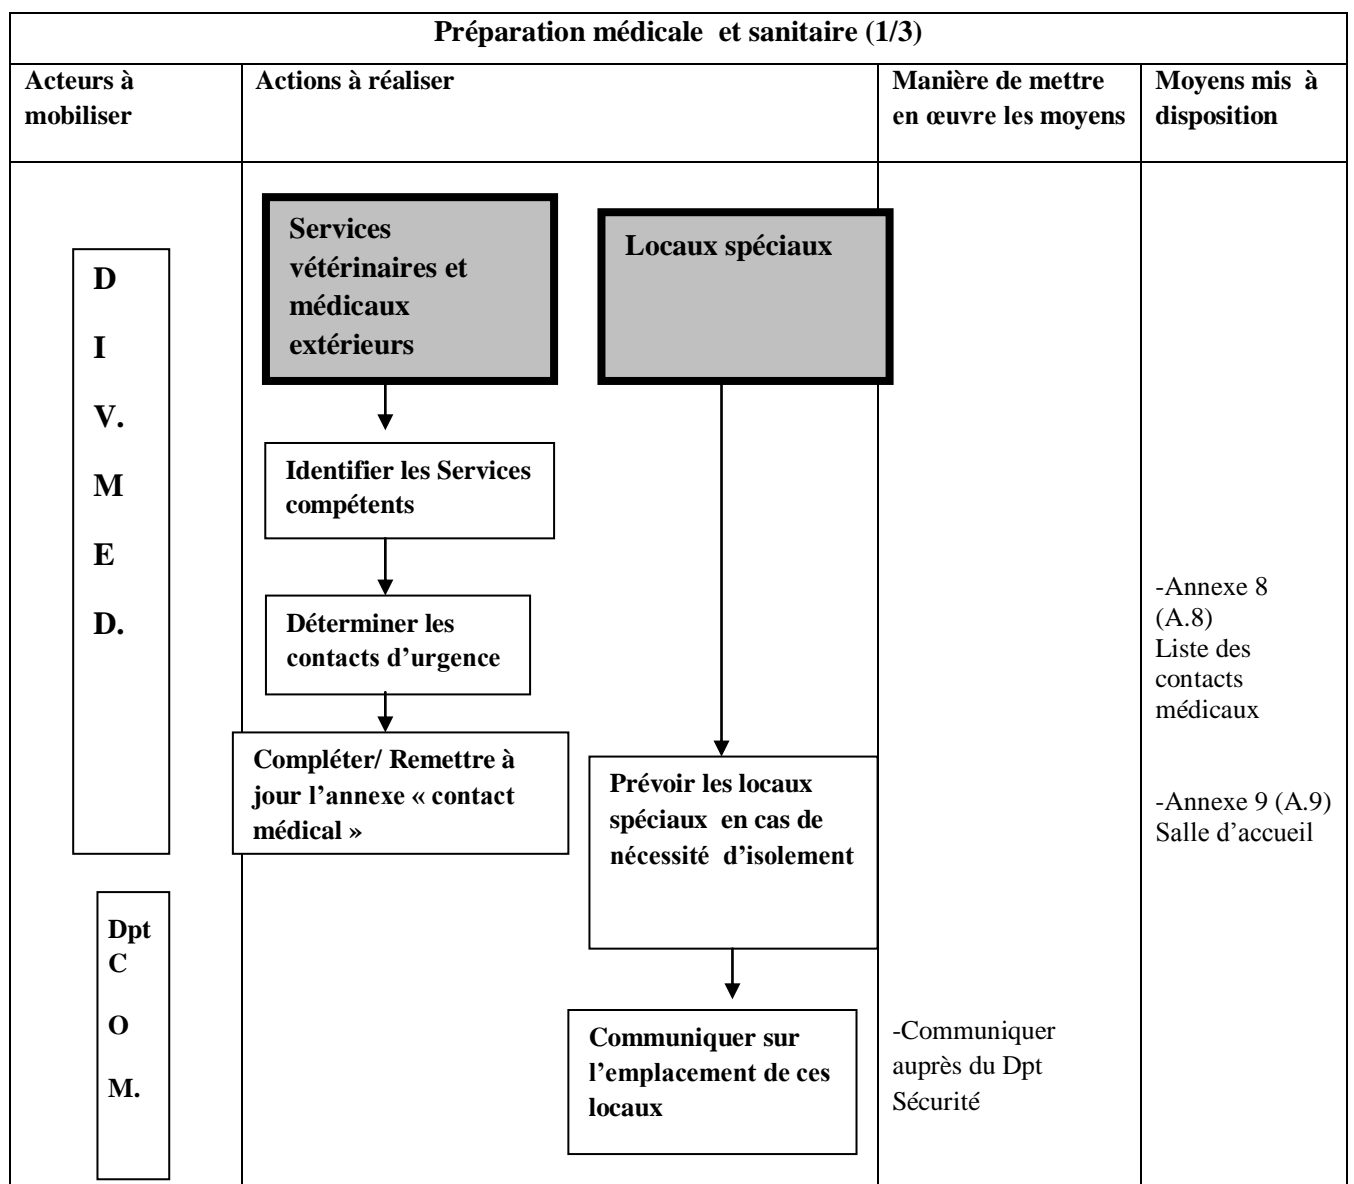 Préparation médicale et sanitaire (1/3)
Acteurs à
mobiliser
Actions à réaliser
Manière de mettre
en œuvre les moyens
Moyens mis à
disposition
D
I
V.
M
E
D.
Services
vétérinaires et
médicaux
extérieurs
Locaux spéciaux
Identifier les Services
compétents
Déterminer les
contacts d’urgence
Compléter/ Remettre à
jour l’annexe « contact
médical »
Prévoir les locaux
spéciaux en cas de
nécessité d’isolement
-Annexe 8
(A.8)
Liste des
contacts
médicaux
-Annexe 9 (A.9)
Salle d’accueil
Dpt
C
O
M.
Communiquer sur
l’emplacement de ces
locaux
-Communiquer
auprès du Dpt
Sécurité